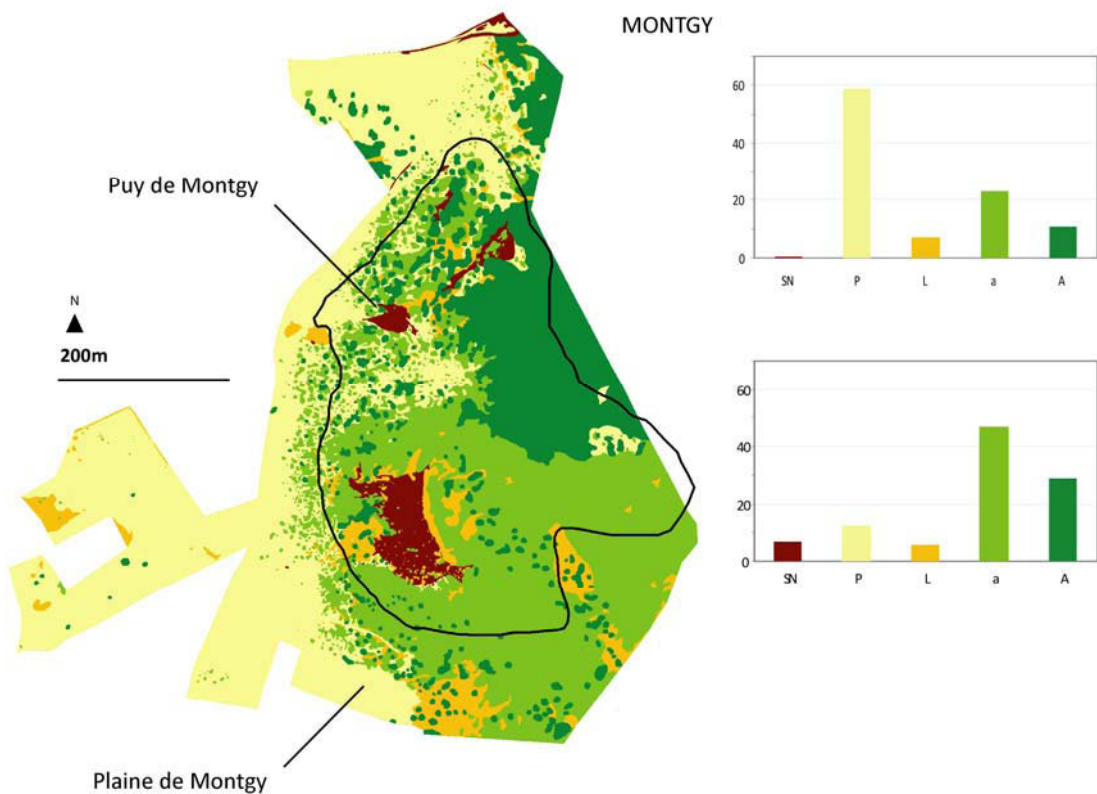 MONTGY
Puy de Montgy
N
200m
Plaine de Montgy
60
40
20
0
SN P L a A
60
40
20
0
SN P L a A